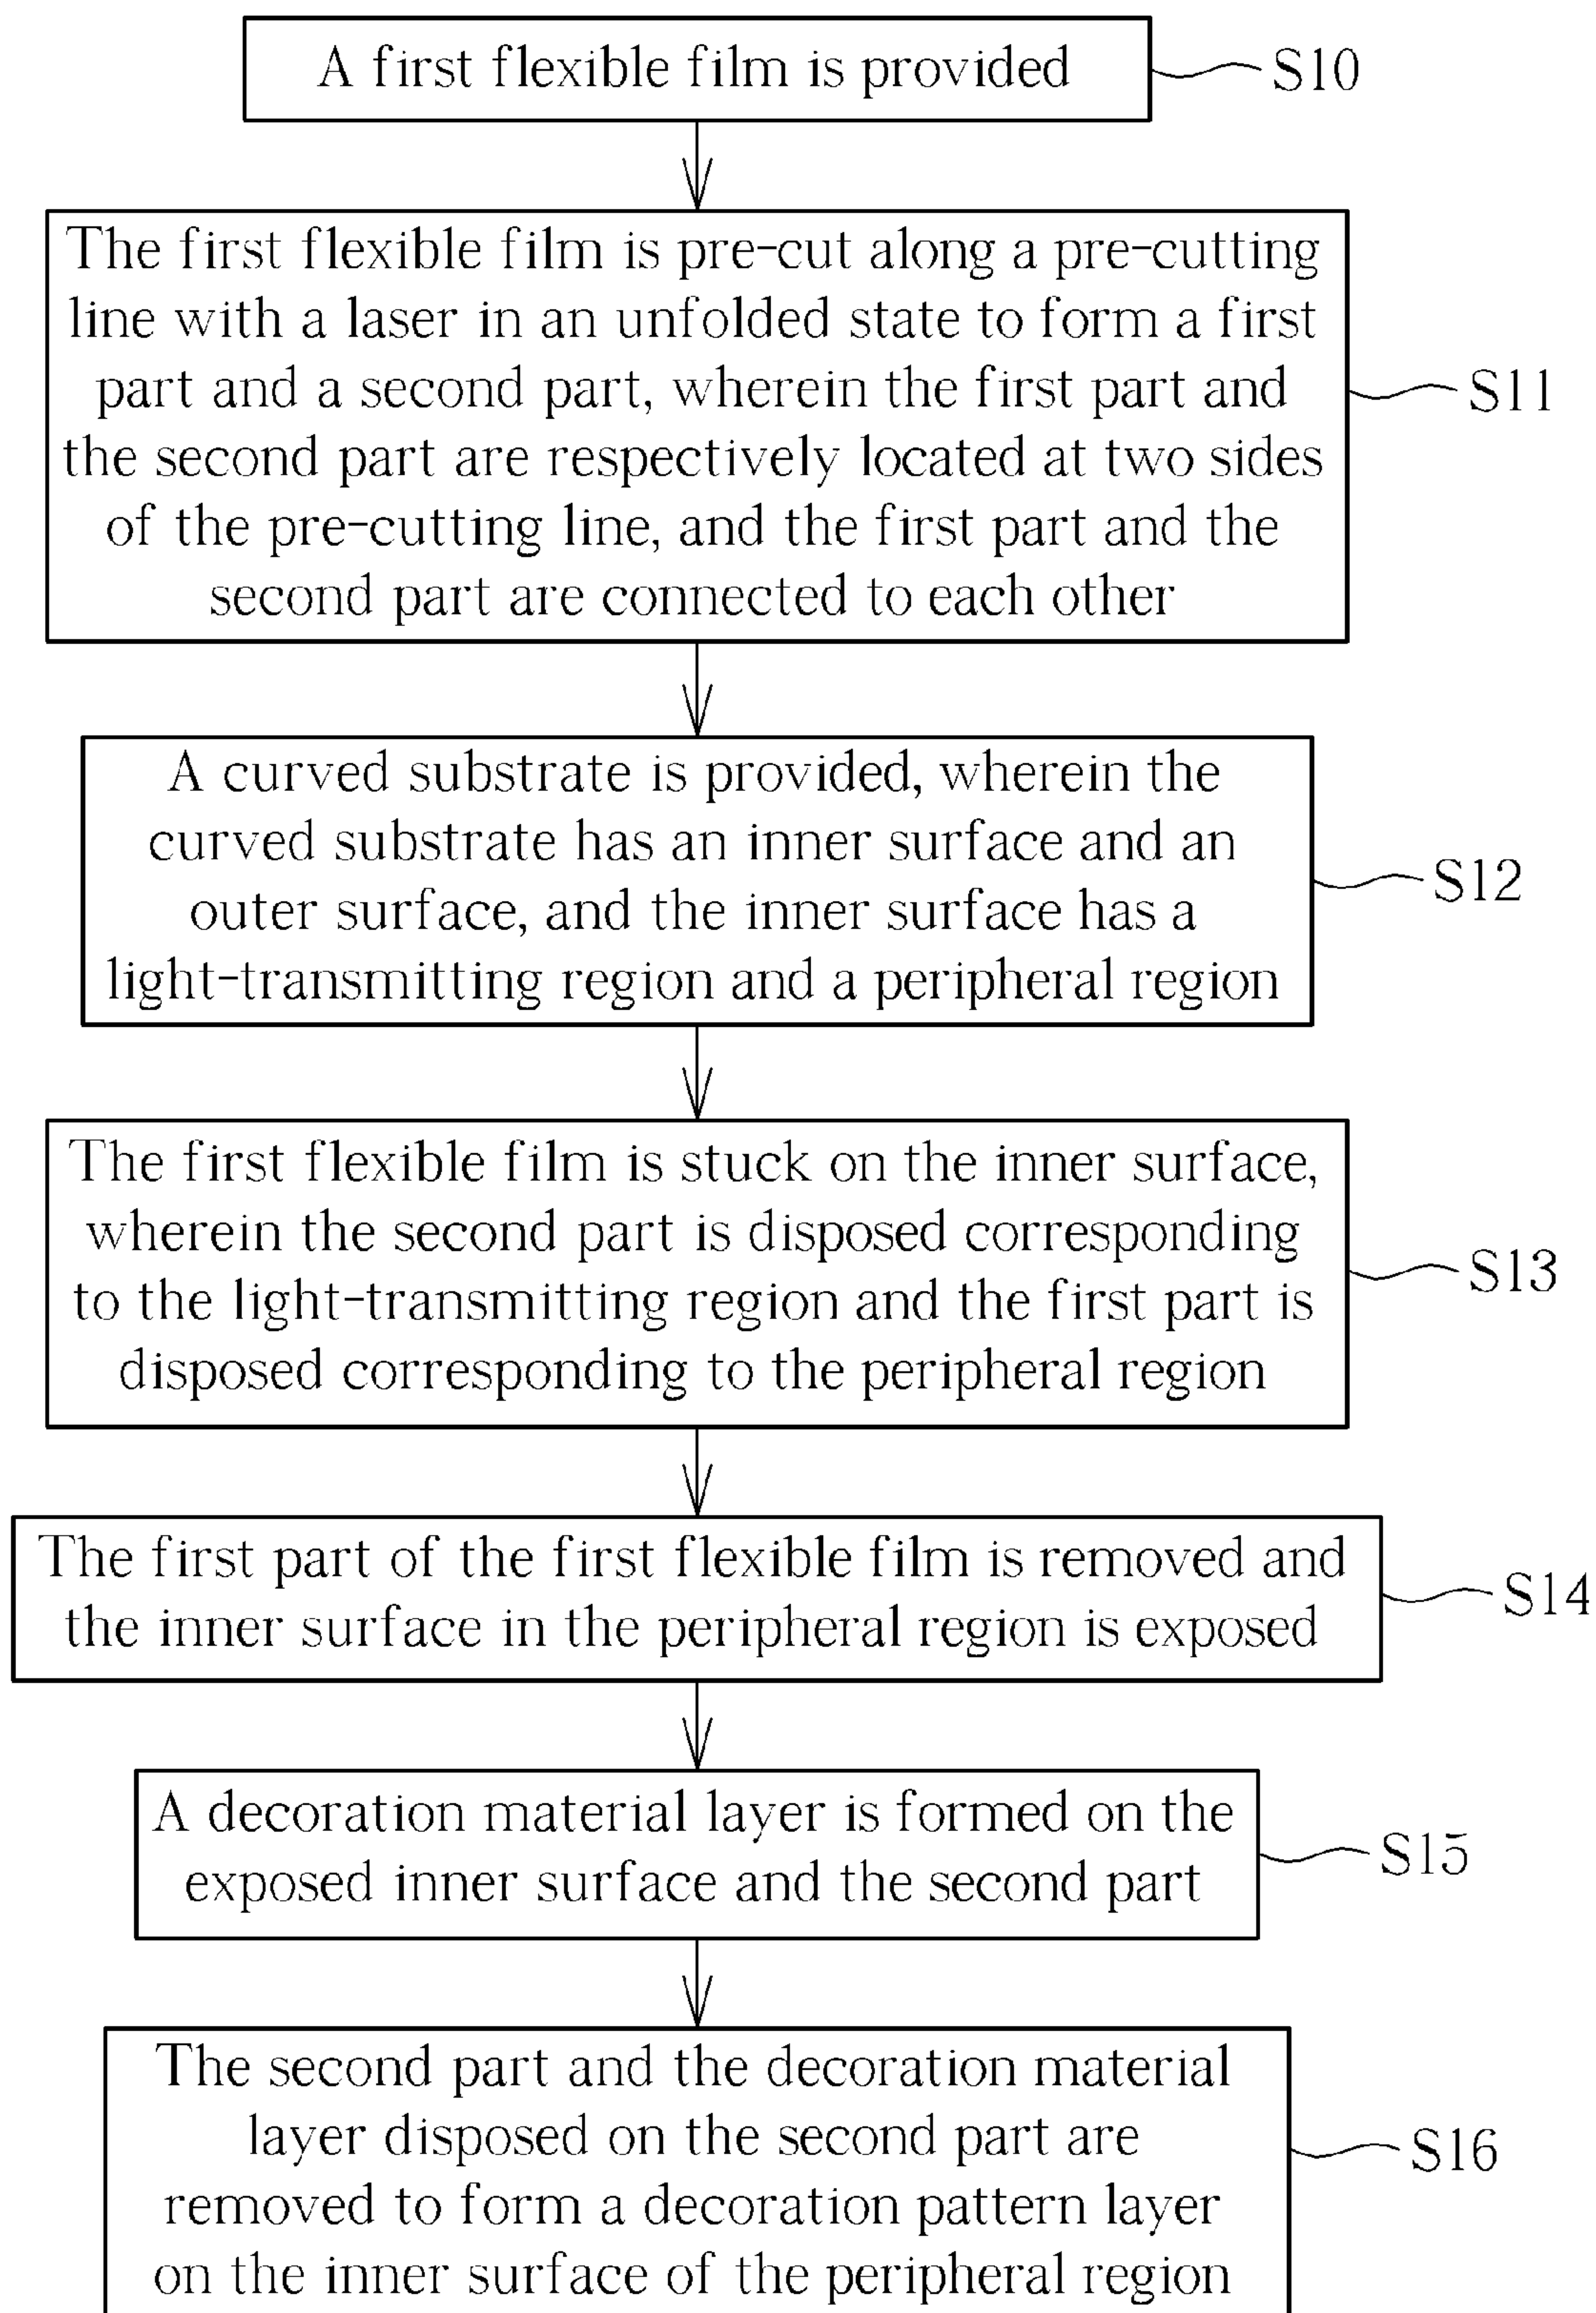 A first flexible film is provided
S10
The first flexible film is pre-cut along a pre-cutting
line with a laser in an unfolded state to form a first
part and a second part, wherein the first part and
the second part are respectively located at two sides
of the pre-cutting line, and the first part and the
second part are connected to each other
S11
A curved substrate is provided, wherein the
curved substrate has an inner surface and an
outer surface, and the inner surface has a
light-transmitting region and a peripheral region
S12
The first flexible film is stuck on the inner surface,
wherein the second part is disposed corresponding
to the light-transmitting region and the first part is
disposed corresponding to the peripheral region
S13
The first part of the first flexible film is removed and
the inner surface in the peripheral region is exposed
S14
A decoration material layer is formed on the
exposed inner surface and the second part
S15
The second part and the decoration material
layer disposed on the second part are
removed to form a decoration pattern layer
on the inner surface of the peripheral region
S16